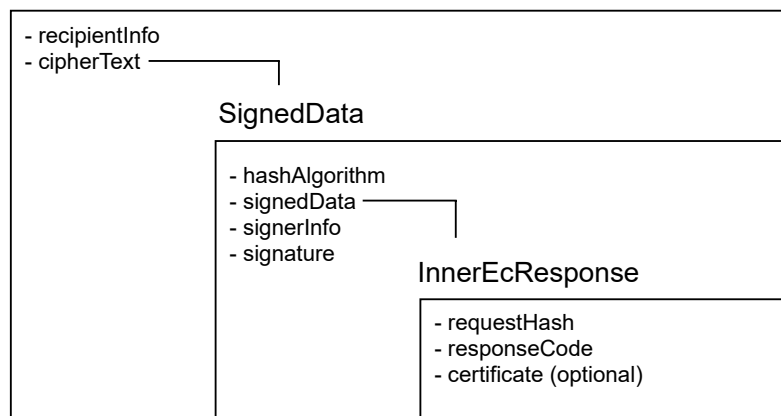 - recipientInfo
- cipherText
SignedData
- hashAlgorithm
- signedData
- signerInfo
- signature
InnerEcResponse
- requestHash
- responseCode
- certificate (optional)